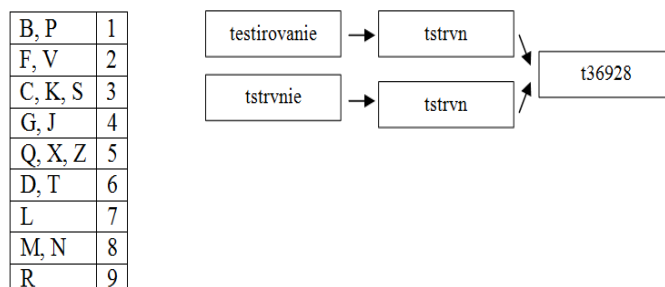 B, P 1
F, V 2
C, K, S 3
G, J 4
Q, X, Z 5
D, T 6
L 7
M, N 8
R 9
testirovanie tstrvn
t36928
tstrvnie tstrvn